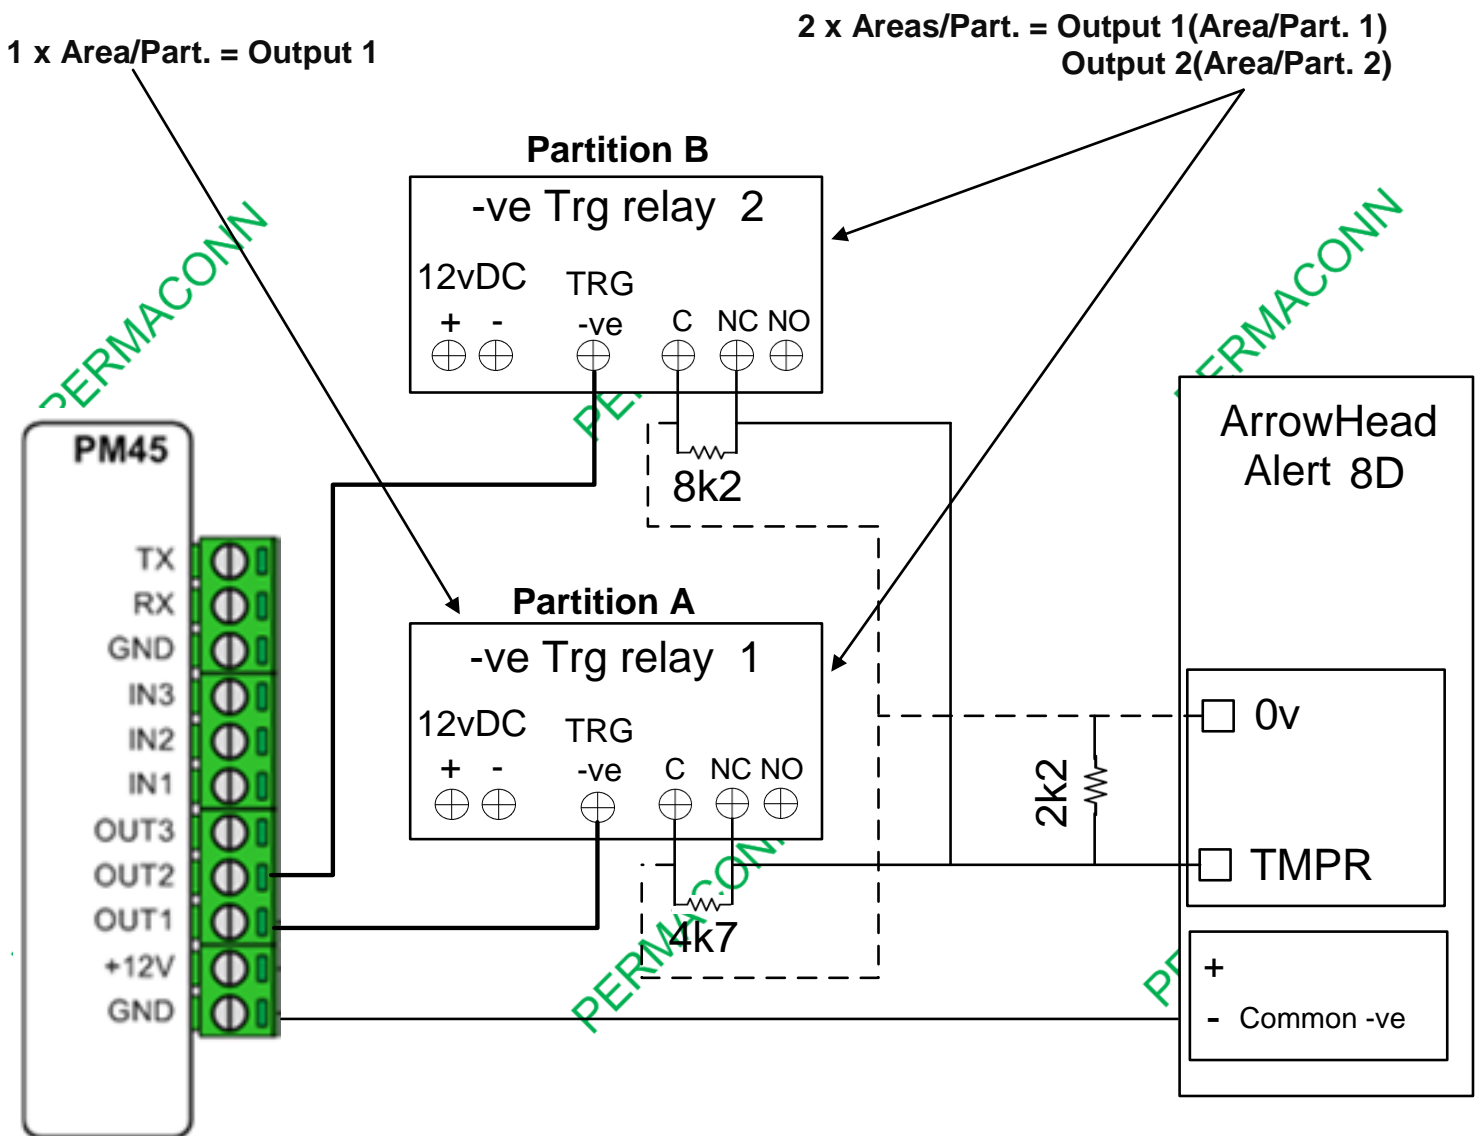 1 x Area/Part. = Output 1
2 x Areas/Part. = Output 1(Area/Part. 1)
Output 2(Area/Part. 2)
Partition B
-ve Trg relay 2
12vDC
TRG
+ -
-ve
C NC NO
8k2
PERMACONN
PERMACONN
PM45
TX
RX
GND
IN3
IN2
IN1
OUT3
OUT2
OUT1
+12V
GND
Partition A
-ve Trg relay 1
12vDC
TRG
+ -
-ve
C NC NO
4k7
PERMACONN
2k2
ArrowHead
Alert 8D
0v
TMPR
+
- Common -ve